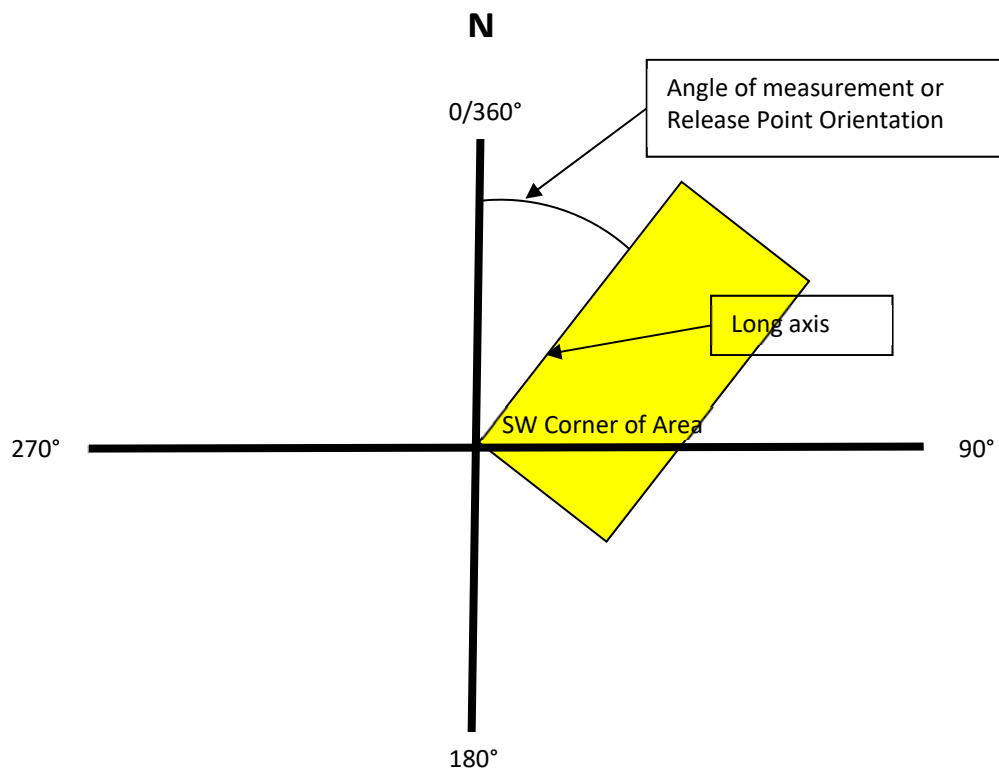 N
0/360°
Angle of measurement or
Release Point Orientation
Long axis
SW Corner of Area
270°
90°
180°